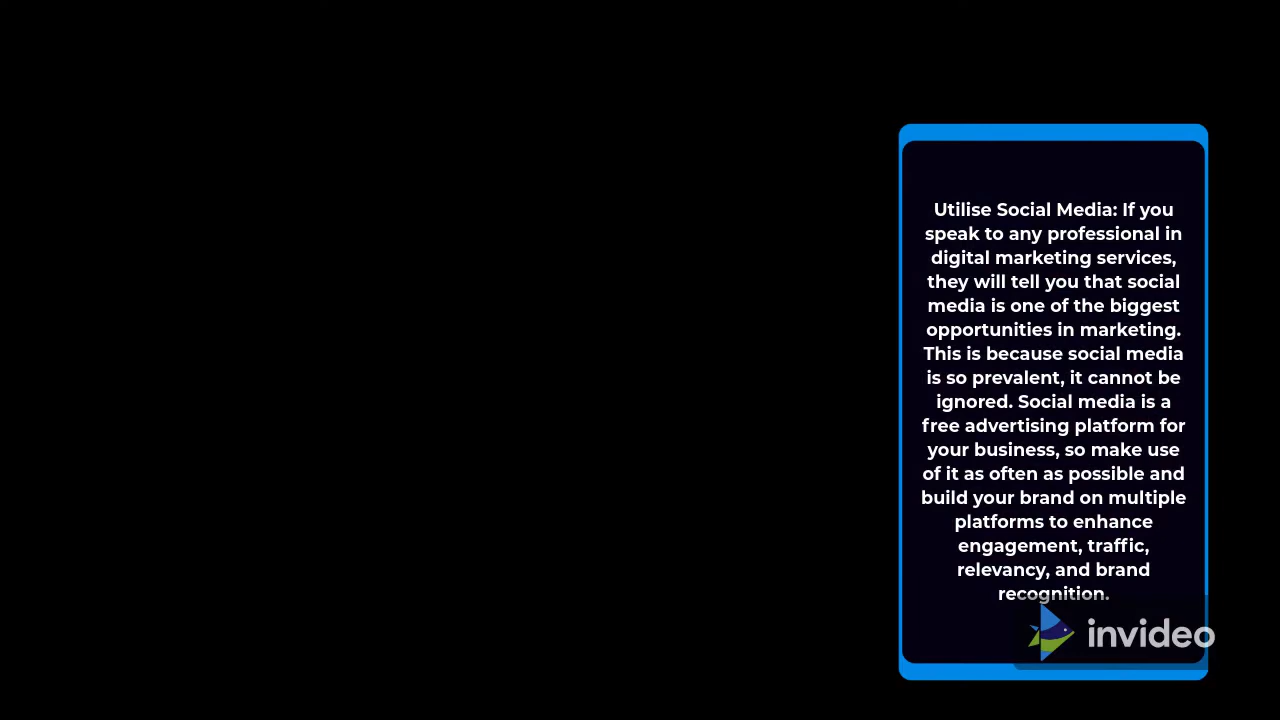 Utilise Social Media: If you
speak to any professional in
digital marketing services,
they will tell you that social
media is one of the biggest
opportunities in marketing.
This is because social media
is so prevalent, it cannot be
ignored. Social media is a
free advertising platform for
your business, so make use
of it as often as possible and
build your brand on multiple
platforms to enhance
engagement, traffic,
relevancy, and brand
recognition.
invideo